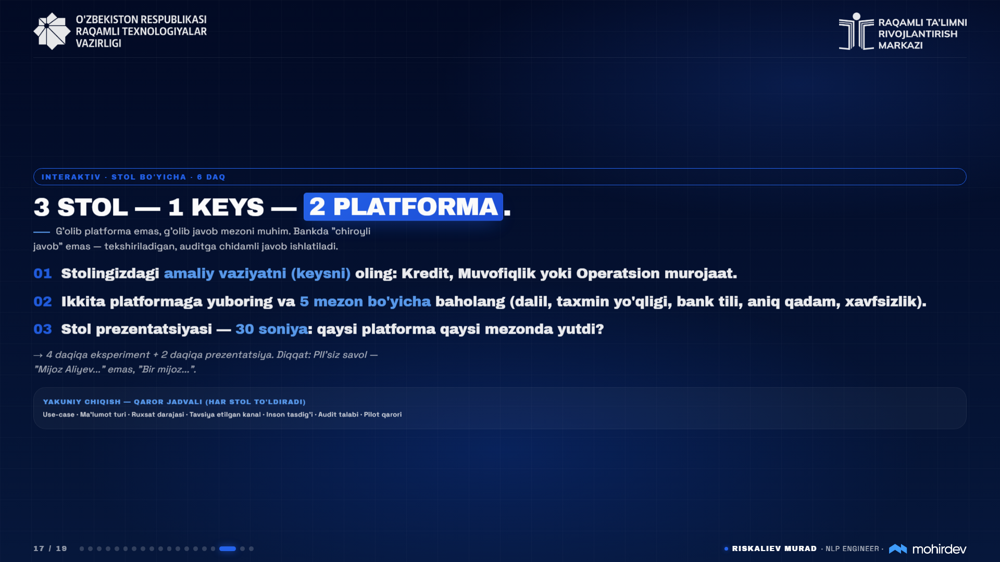 O'ZBEKISTON RESPUBLIKASI
RAQAMLI TEXNOLOGIYALAR
VAZIRLIGI
RAQAMLI TA'LIMNI
RIVOJLANTIRISH
MARKAZI
INTERAKTIV · STOL BO'YICHA · 6 DAQ
3 STOL — 1 KEYS — 2 PLATFORMA.
— G'olib platforma emas, g'olib javob mezoni muhim. Bankda "chiroyli
javob" emas — tekshiriladigan, auditga chidamli javob ishlatiladi.
01 Stolingizdagi amaliy vaziyatni (keysni) oling: Kredit, Muvofiqlik yoki Operatsion murojaat.
02 Ikkita platformaga yuboring va 5 mezon bo'yicha baholang (dalil, taxmin yo'qligi, bank tili, aniq qadam, xavfsizlik).
03 Stol prezentatsiyasi — 30 soniya: qaysi platforma qaysi mezonda yutdi?
→ 4 daqiqa eksperiment + 2 daqiqa prezentatsiya. Diqqat: PII'siz savol —
"Mijoz Aliyev..." emas, "Bir mijoz...".
YAKUNIY CHIQISH — QAROR JADVALI (HAR STOL TO'LDIRADI)
Use-case · Ma'lumot turi · Ruxsat darajasi · Tavsiya etilgan kanal · Inson tasdig'i · Audit talabi · Pilot qarori
17 / 19
RISKALIEV MURAD · NLP ENGINEER · mohirdev